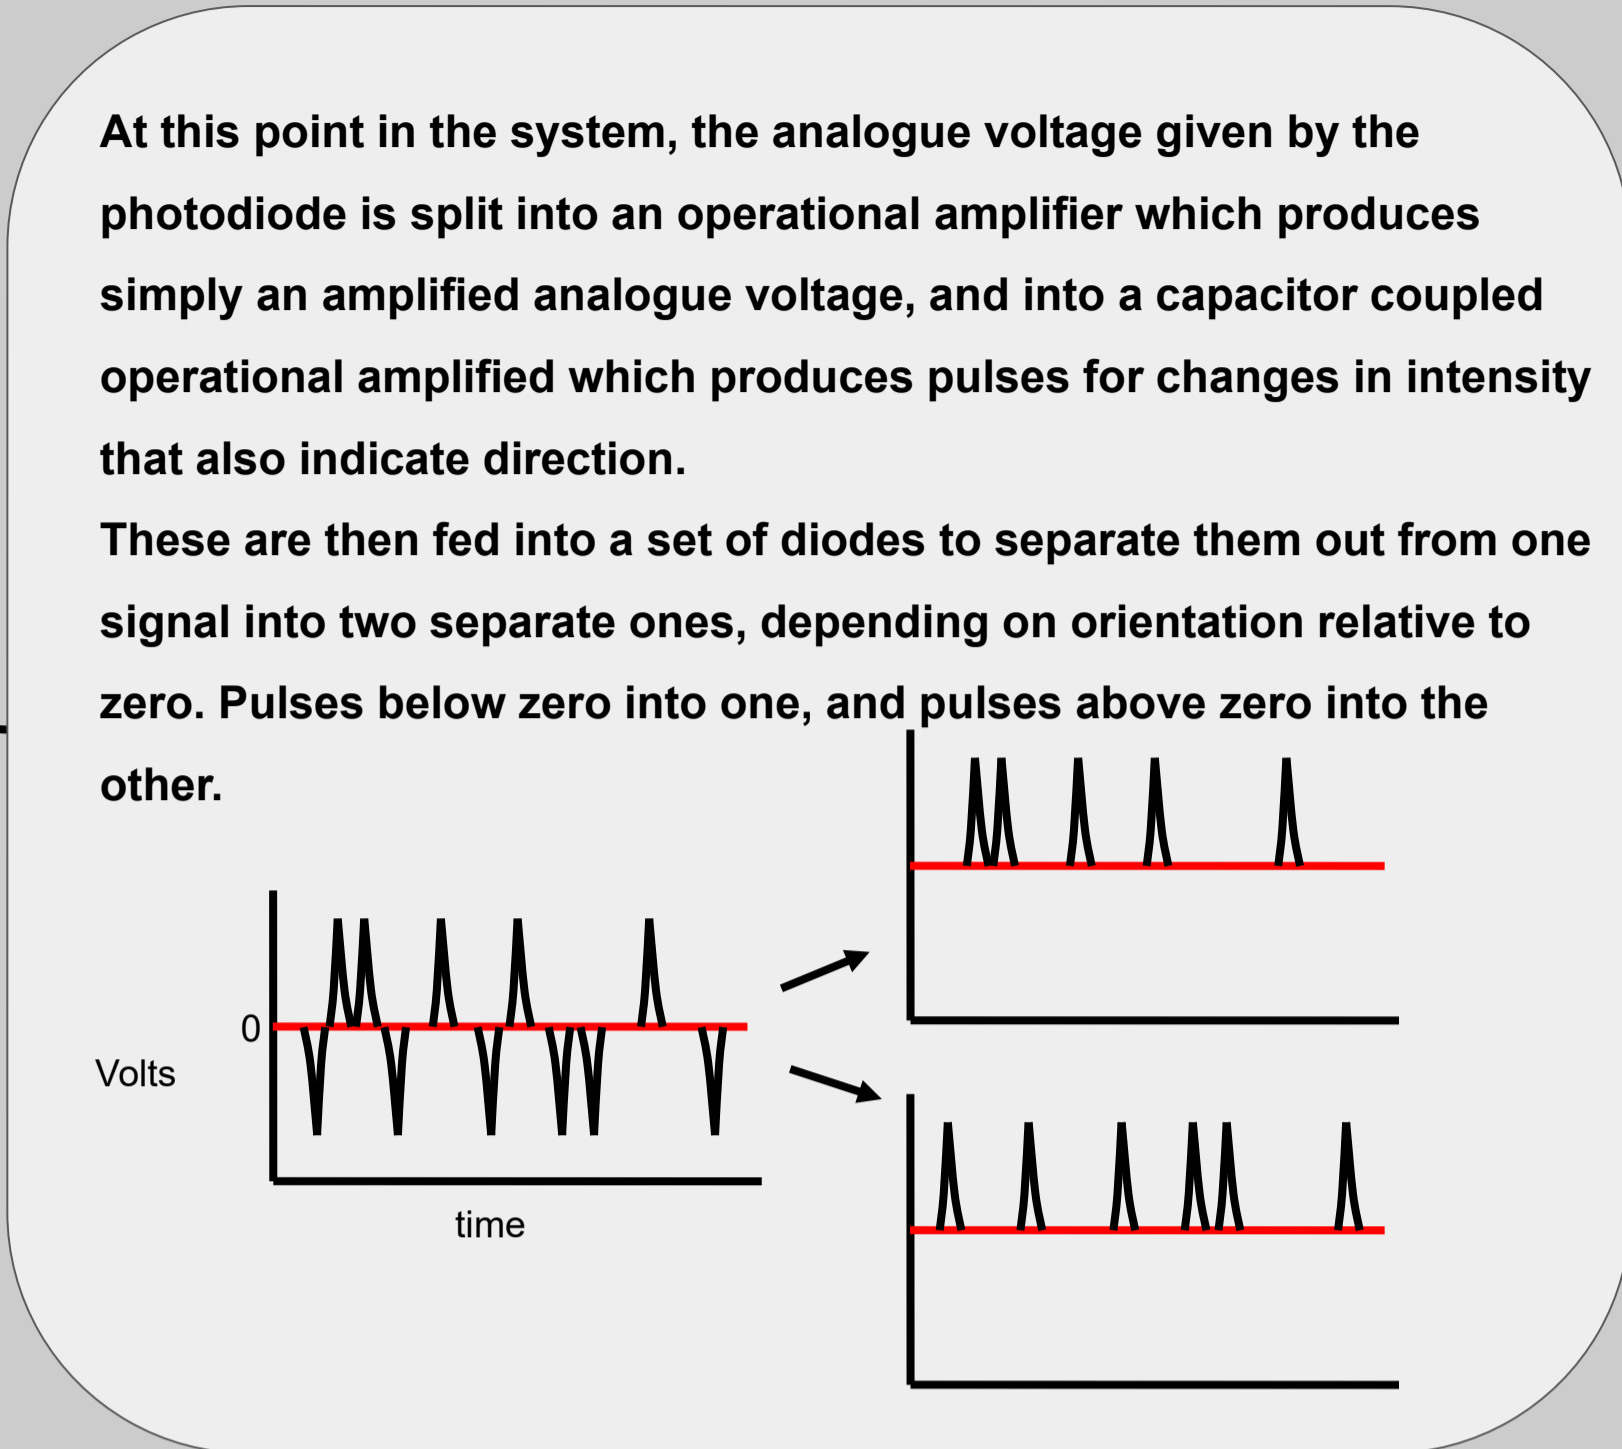 At this point in the system, the analogue voltage given by the
photodiode is split into an operational amplifier which produces
simply an amplified analogue voltage, and into a capacitor coupled
operational amplified which produces pulses for changes in intensity
that also indicate direction.
These are then fed into a set of diodes to separate them out from one
signal into two separate ones, depending on orientation relative to
zero. Pulses below zero into one, and pulses above zero into the
other.
0
Volts
time